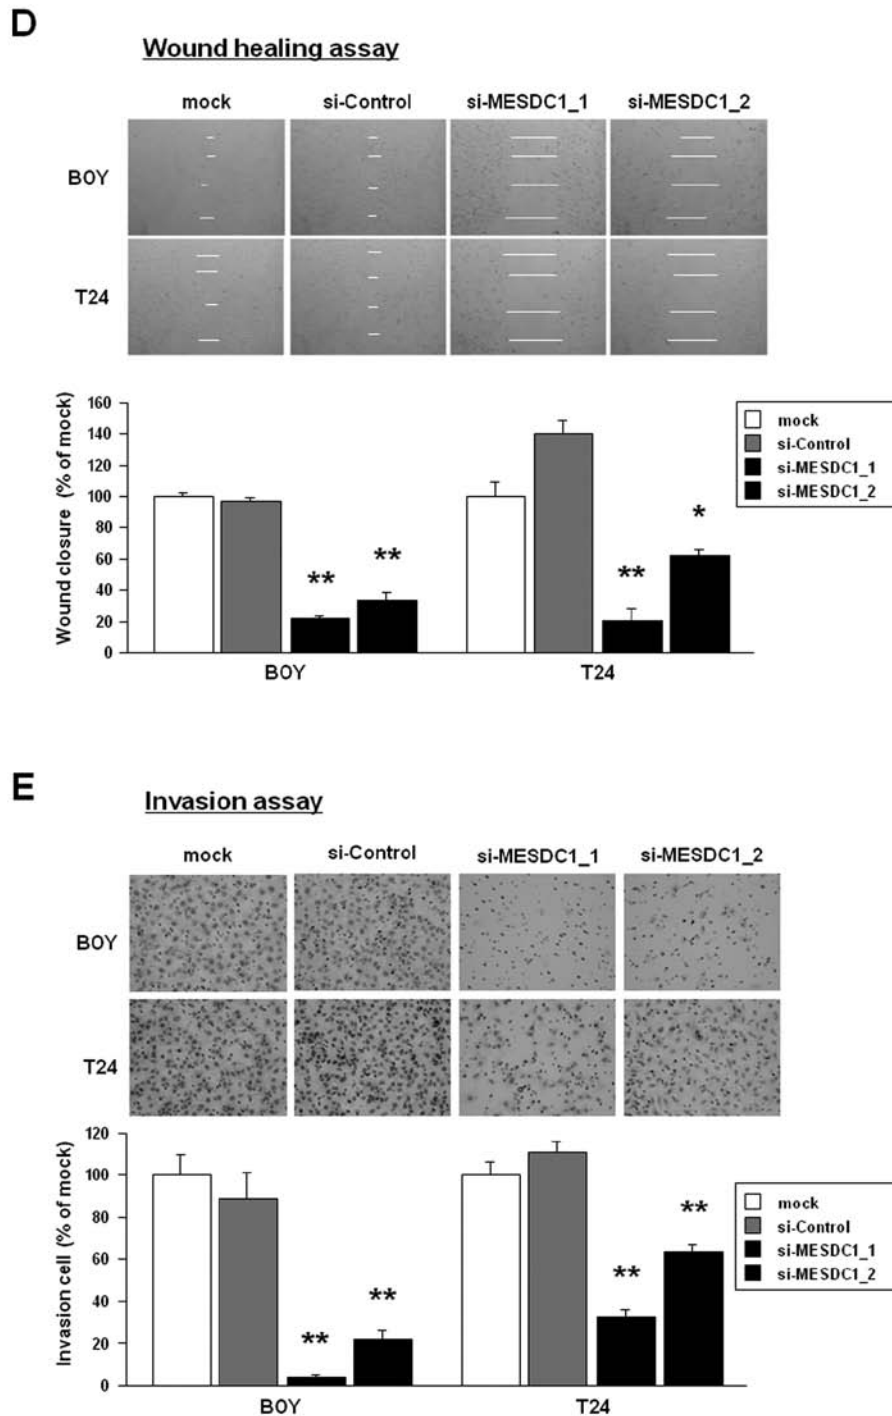 D
Wound healing assay
mock si-Control si-MESDC1_1 si-MESDC1_2
BOY
T24
Wound closure (% of mock)
160
140
120
100
80
60
40
20
0
** ** ** *
BOY T24
mock
si-Control
si-MESDC1_1
si-MESDC1_2
E
Invasion assay
mock si-Control si-MESDC1_1 si-MESDC1_2
BOY
T24
Invasion cell (% of mock)
120
100
80
60
40
20
0
** ** ** **
BOY T24
mock
si-Control
si-MESDC1_1
si-MESDC1_2